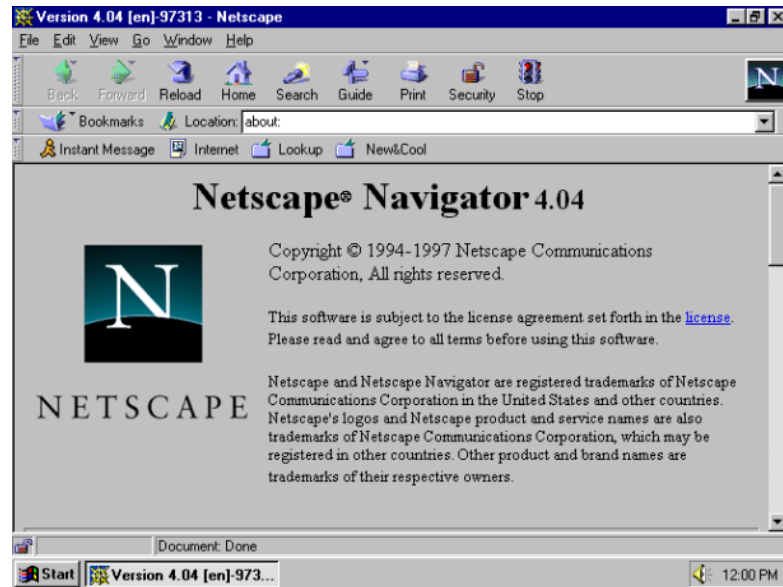 Version 4.04 [en]-97313 - Netscape
File Edit View Go Window Help
Back Forward Reload Home Search Guide Print Security Stop
N
Bookmarks Location: about:
Instant Message Internet Lookup New&Cool
Netscape® Navigator 4.04
Copyright © 1994-1997 Netscape Communications
Corporation, All rights reserved.
N
This software is subject to the license agreement set forth in the license.
Please read and agree to all terms before using this software.
NETSCAPE
Netscape and Netscape Navigator are registered trademarks of Netscape
Communications Corporation in the United States and other countries.
Netscape's logos and Netscape product and service names are also
trademarks of Netscape Communications Corporation, which may be
registered in other countries. Other product and brand names are
trademarks of their respective owners.
Document: Done
Start Version 4.04 [en]-973... 12:00 PM